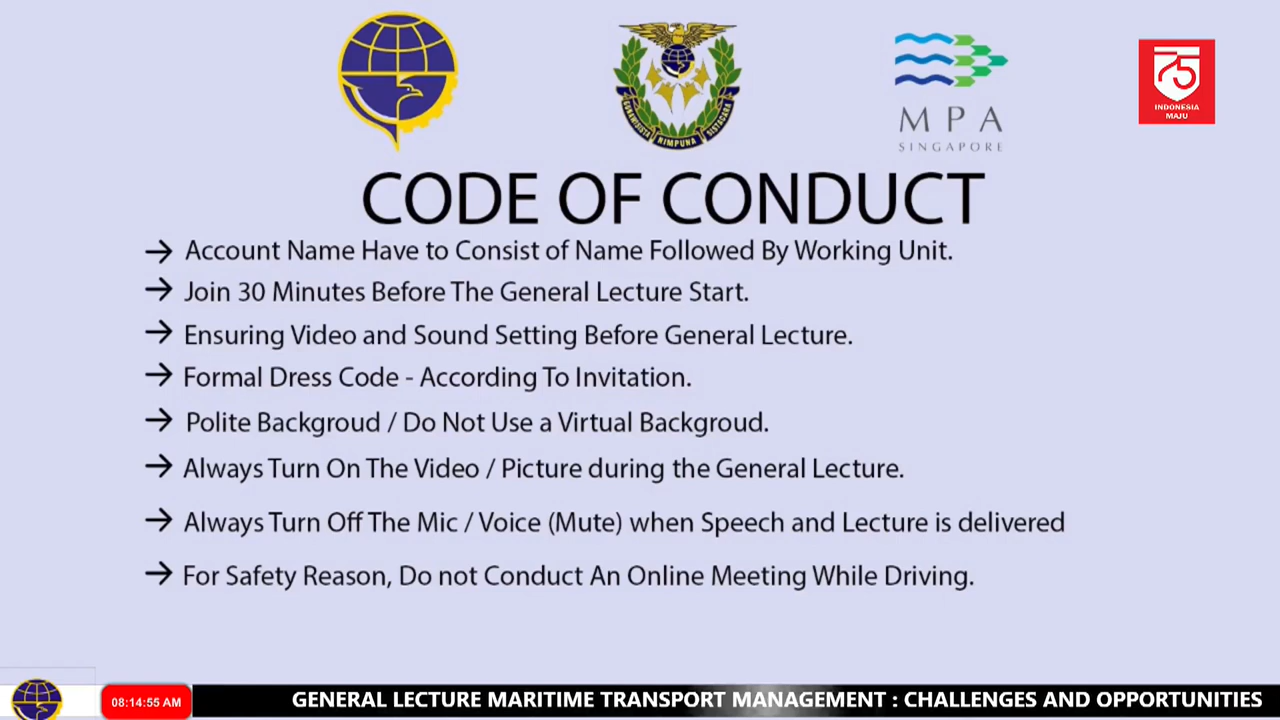 ADHYAKSA RIMPUNA SISTACARA
MPA
SINGAPORE
75
INDONESIA
MAJU
CODE OF CONDUCT
→ Account Name Have to Consist of Name Followed By Working Unit.
→ Join 30 Minutes Before The General Lecture Start.
→ Ensuring Video and Sound Setting Before General Lecture.
→ Formal Dress Code - According To Invitation.
→ Polite Backgroud / Do Not Use a Virtual Backgroud.
→ Always Turn On The Video / Picture during the General Lecture.
→ Always Turn Off The Mic / Voice (Mute) when Speech and Lecture is delivered
→ For Safety Reason, Do not Conduct An Online Meeting While Driving.
08:14:55 AM
GENERAL LECTURE MARITIME TRANSPORT MANAGEMENT : CHALLENGES AND OPPORTUNITIES